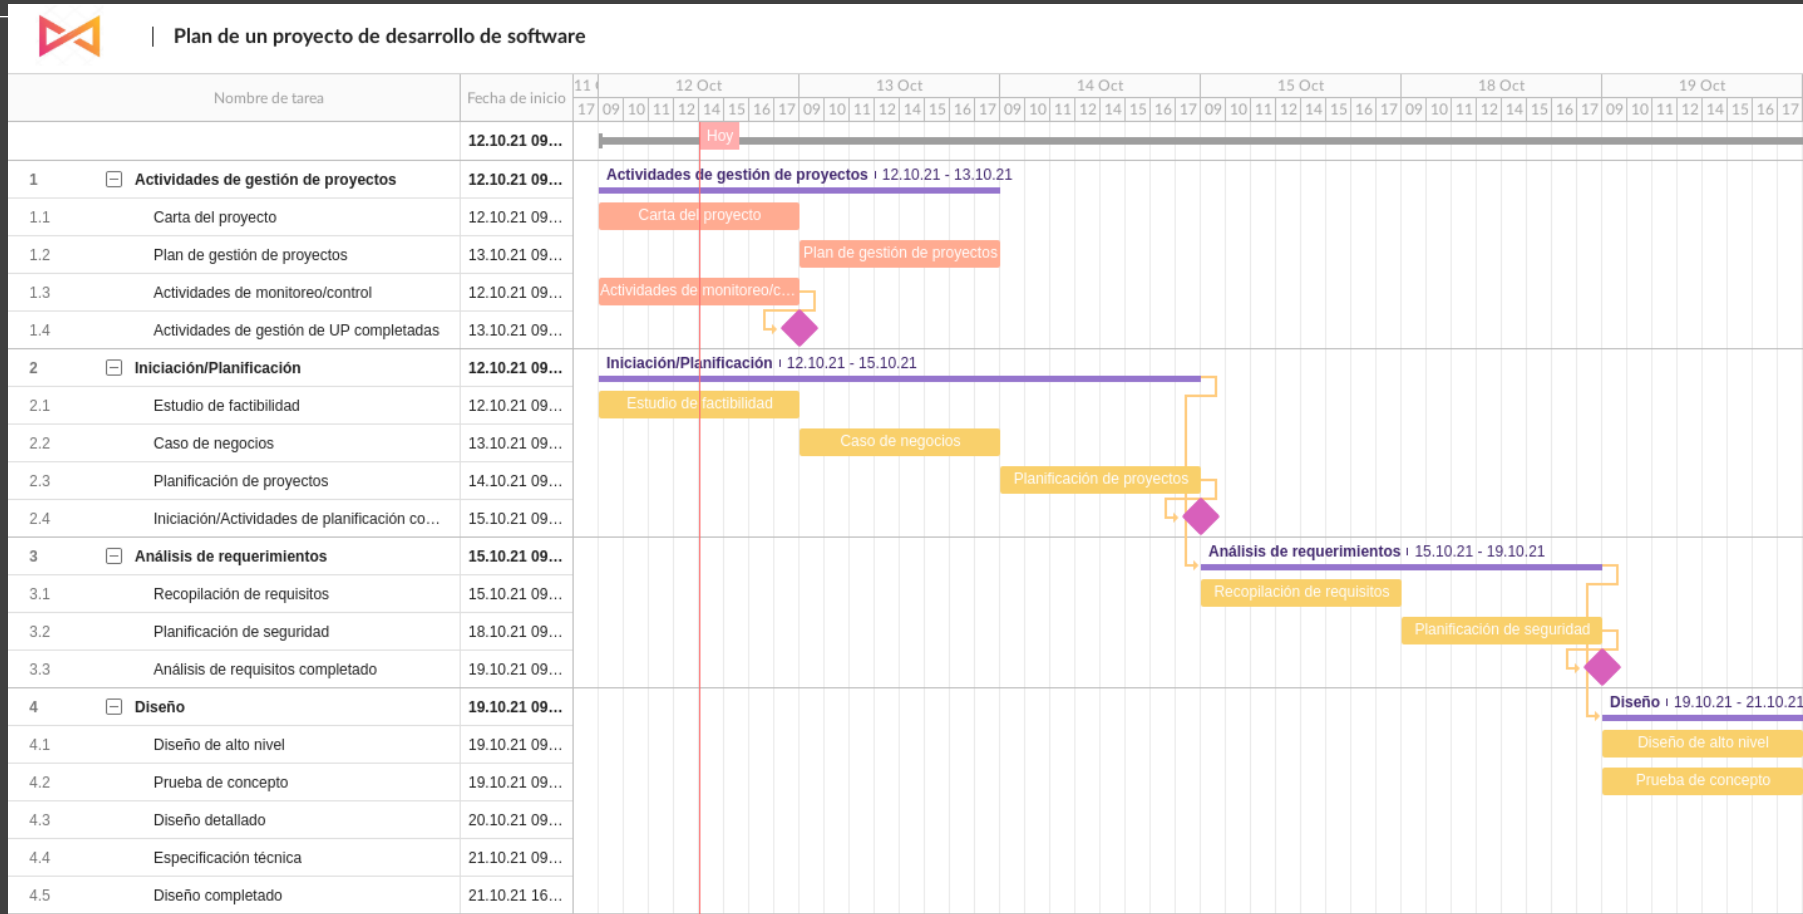 Plan de un proyecto de desarrollo de software
Nombre de tarea Fecha de inicio
11 12 Oct 13 Oct 14 Oct 15 Oct 18 Oct 19 Oct
17 09 10 11 12 14 15 16 17 09 10 11 12 14 15 16 17 09 10 11 12 14 15 16 17 09 10 11 12 14 15 16 17 09 10 11 12 14 15 16 17 09 10 11 12 14 15 16 17
12.10.21 09... Hoy
1 Actividades de gestión de proyectos 12.10.21 09... Actividades de gestión de proyectos 12.10.21 - 13.10.21
1.1 Carta del proyecto 12.10.21 09... Carta del proyecto
1.2 Plan de gestión de proyectos 13.10.21 09... Plan de gestión de proyectos
1.3 Actividades de monitoreo/control 12.10.21 09... Actividades de monitoreo/c...
1.4 Actividades de gestión de UP completadas 13.10.21 09...
2 Iniciación/Planificación 12.10.21 09... Iniciación/Planificación 12.10.21 - 15.10.21
2.1 Estudio de factibilidad 12.10.21 09... Estudio de factibilidad
2.2 Caso de negocios 13.10.21 09... Caso de negocios
2.3 Planificación de proyectos 14.10.21 09... Planificación de proyectos
2.4 Iniciación/Actividades de planificación co... 15.10.21 09...
3 Análisis de requerimientos 15.10.21 09... Análisis de requerimientos 15.10.21 - 19.10.21
3.1 Recopilación de requisitos 15.10.21 09... Recopilación de requisitos
3.2 Planificación de seguridad 18.10.21 09... Planificación de seguridad
3.3 Análisis de requisitos completado 19.10.21 09...
4 Diseño 19.10.21 09... Diseño 19.10.21 - 21.10.21
4.1 Diseño de alto nivel 19.10.21 09... Diseño de alto nivel
4.2 Prueba de concepto 19.10.21 09... Prueba de concepto
4.3 Diseño detallado 20.10.21 09...
4.4 Especificación técnica 21.10.21 09...
4.5 Diseño completado 21.10.21 16...